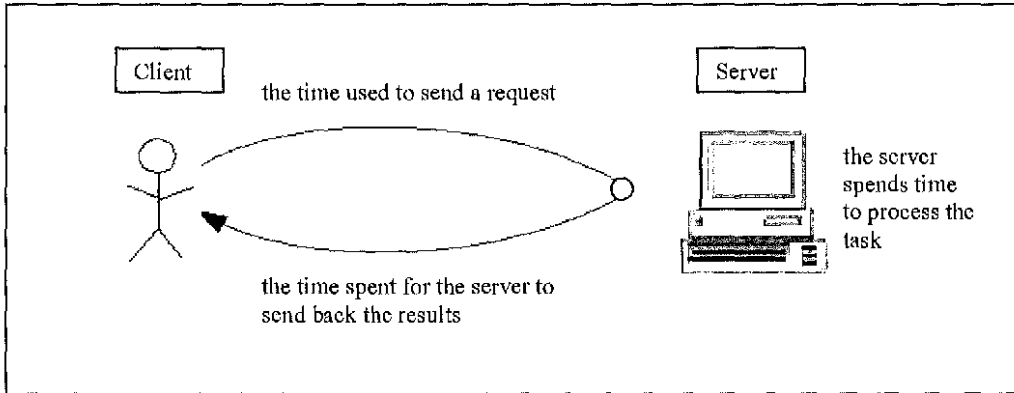 Client
Server
the time used to send a request
the server
spends time
to process the
task
the time spent for the server to
send back the results